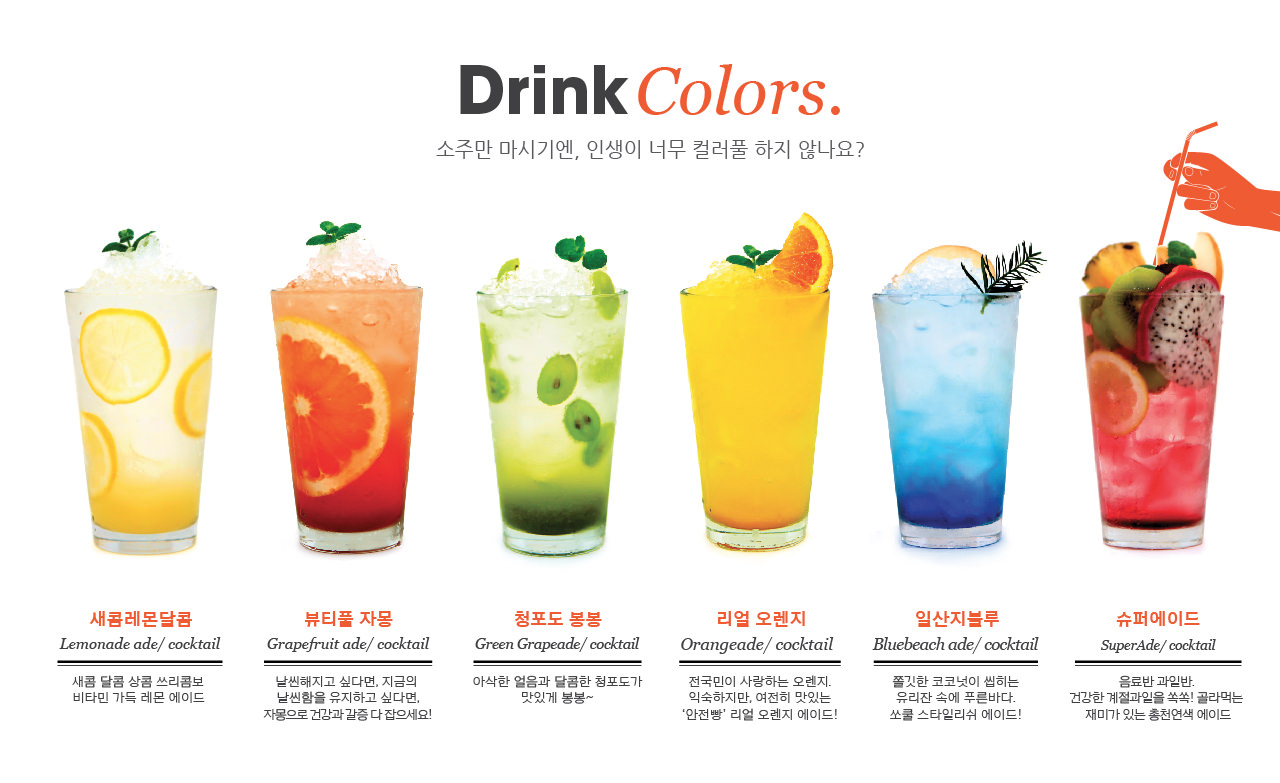 Drink Colors.
소주만 마시기엔, 인생이 너무 컬러풀 하지 않나요?
새콤레몬달콤
Lemonade ade/ cocktail
새콤 달콤 상콤 쓰리콤보
비타민 가득 레몬 에이드
뷰티풀 자몽
Grapefruit ade/ cocktail
날씬해지고 싶다면, 지금의
날씬함을 유지하고 싶다면,
자몽으로 건강과 갈증 다 잡으세요!
청포도 봉봉
Green Grapeade/ cocktail
아삭한 얼음과 달콤한 청포도가
맛있게 봉봉~
리얼 오렌지
Orangeade/ cocktail
전국민이 사랑하는 오렌지.
익숙하지만, 여전히 맛있는
'안전빵' 리얼 오렌지 에이드!
일산지블루
Bluebeach ade/ cocktail
쫄깃한 코코넛이 씹히는
유리잔 속에 푸른바다.
쏘쿨 스타일리쉬 에이드!
슈퍼에이드
SuperAde/ cocktail
음료반 과일반.
건강한 계절과일을 쏙쏙! 골라먹는
재미가 있는 총천연색 에이드